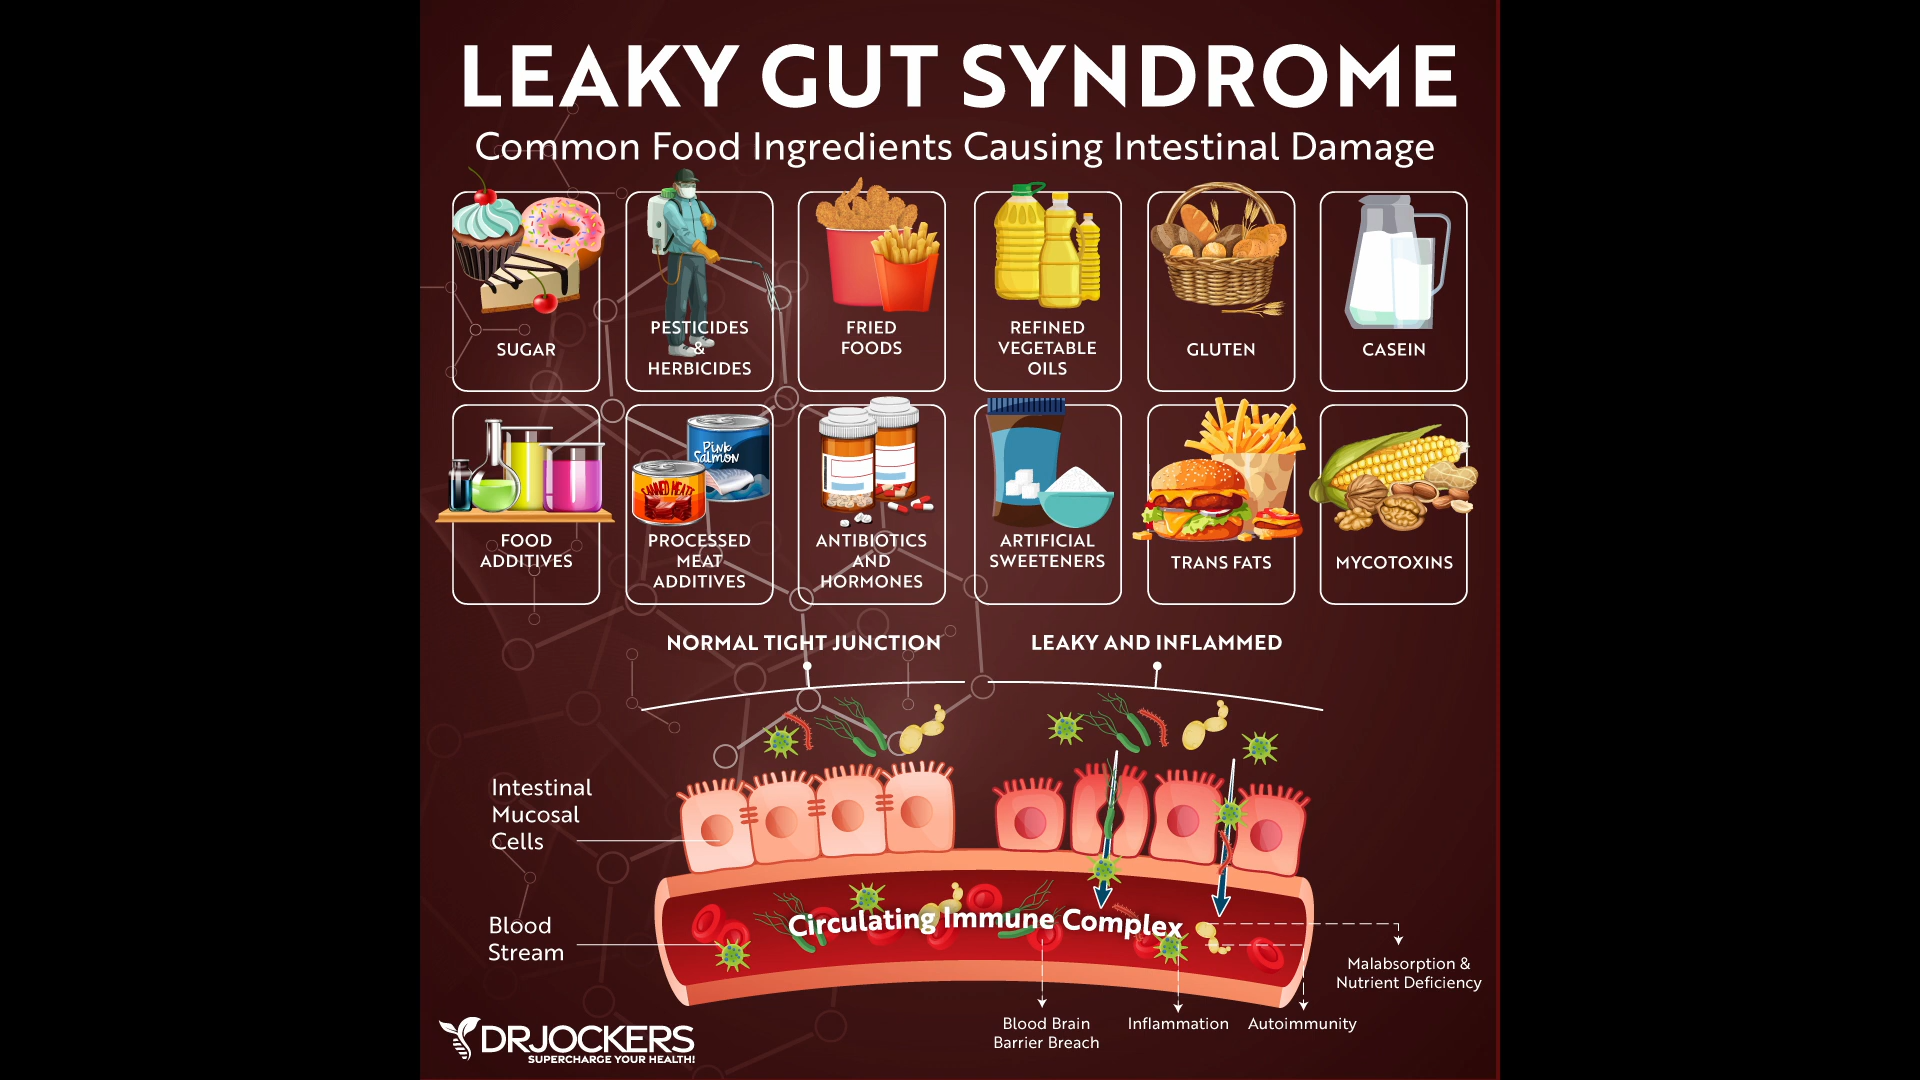 LEAKY GUT SYNDROME
Common Food Ingredients Causing Intestinal Damage
SUGAR
PESTICIDES
&
HERBICIDES
FRIED
FOODS
REFINED
VEGETABLE
OILS
GLUTEN
CASEIN
Pink
Salmon
CANNED MEATS
FOOD
ADDITIVES
PROCESSED
MEAT
ADDITIVES
ANTIBIOTICS
AND
HORMONES
ARTIFICIAL
SWEETENERS
TRANS FATS
MYCOTOXINS
NORMAL TIGHT JUNCTION
LEAKY AND INFLAMMED
Intestinal
Mucosal
Cells
Blood
Stream
Circulating Immune Complex
Malabsorption &
Nutrient Deficiency
Blood Brain
Barrier Breach
Inflammation
Autoimmunity
DRJOCKERS
SUPERCHARGE YOUR HEALTH!